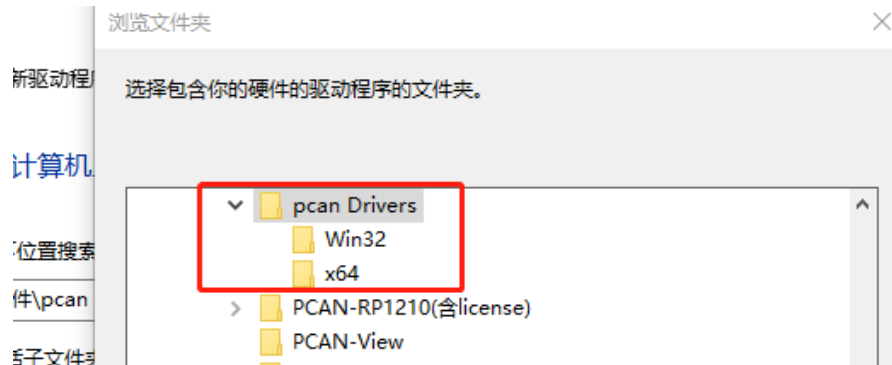 浏览文件夹
新驱动程
选择包含你的硬件的驱动程序的文件夹。
计算机
pcan Drivers
位置搜索
Win32
x64
件\pcan
PCAN-RP1210(含license)
PCAN-View
子文件夹